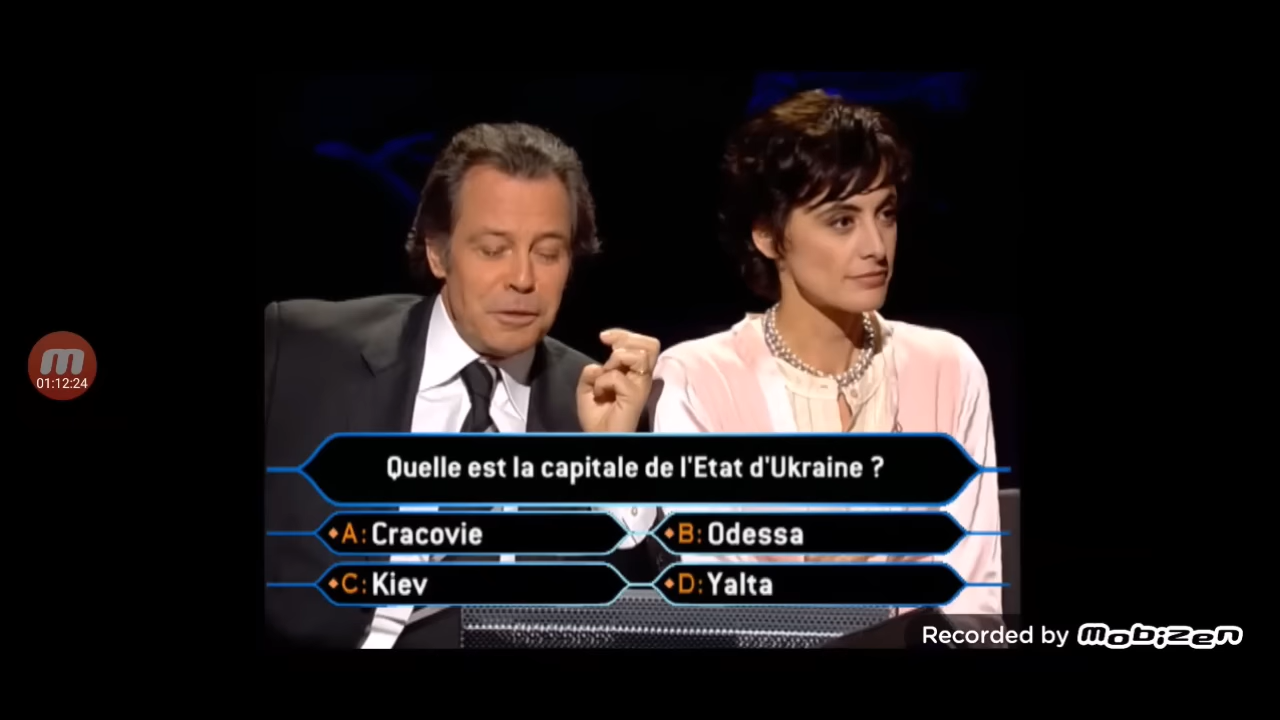 01:12:24
Quelle est la capitale de l'Etat d'Ukraine ?
A: Cracovie
B: Odessa
C: Kiev
D: Yalta
Recorded by mobizen